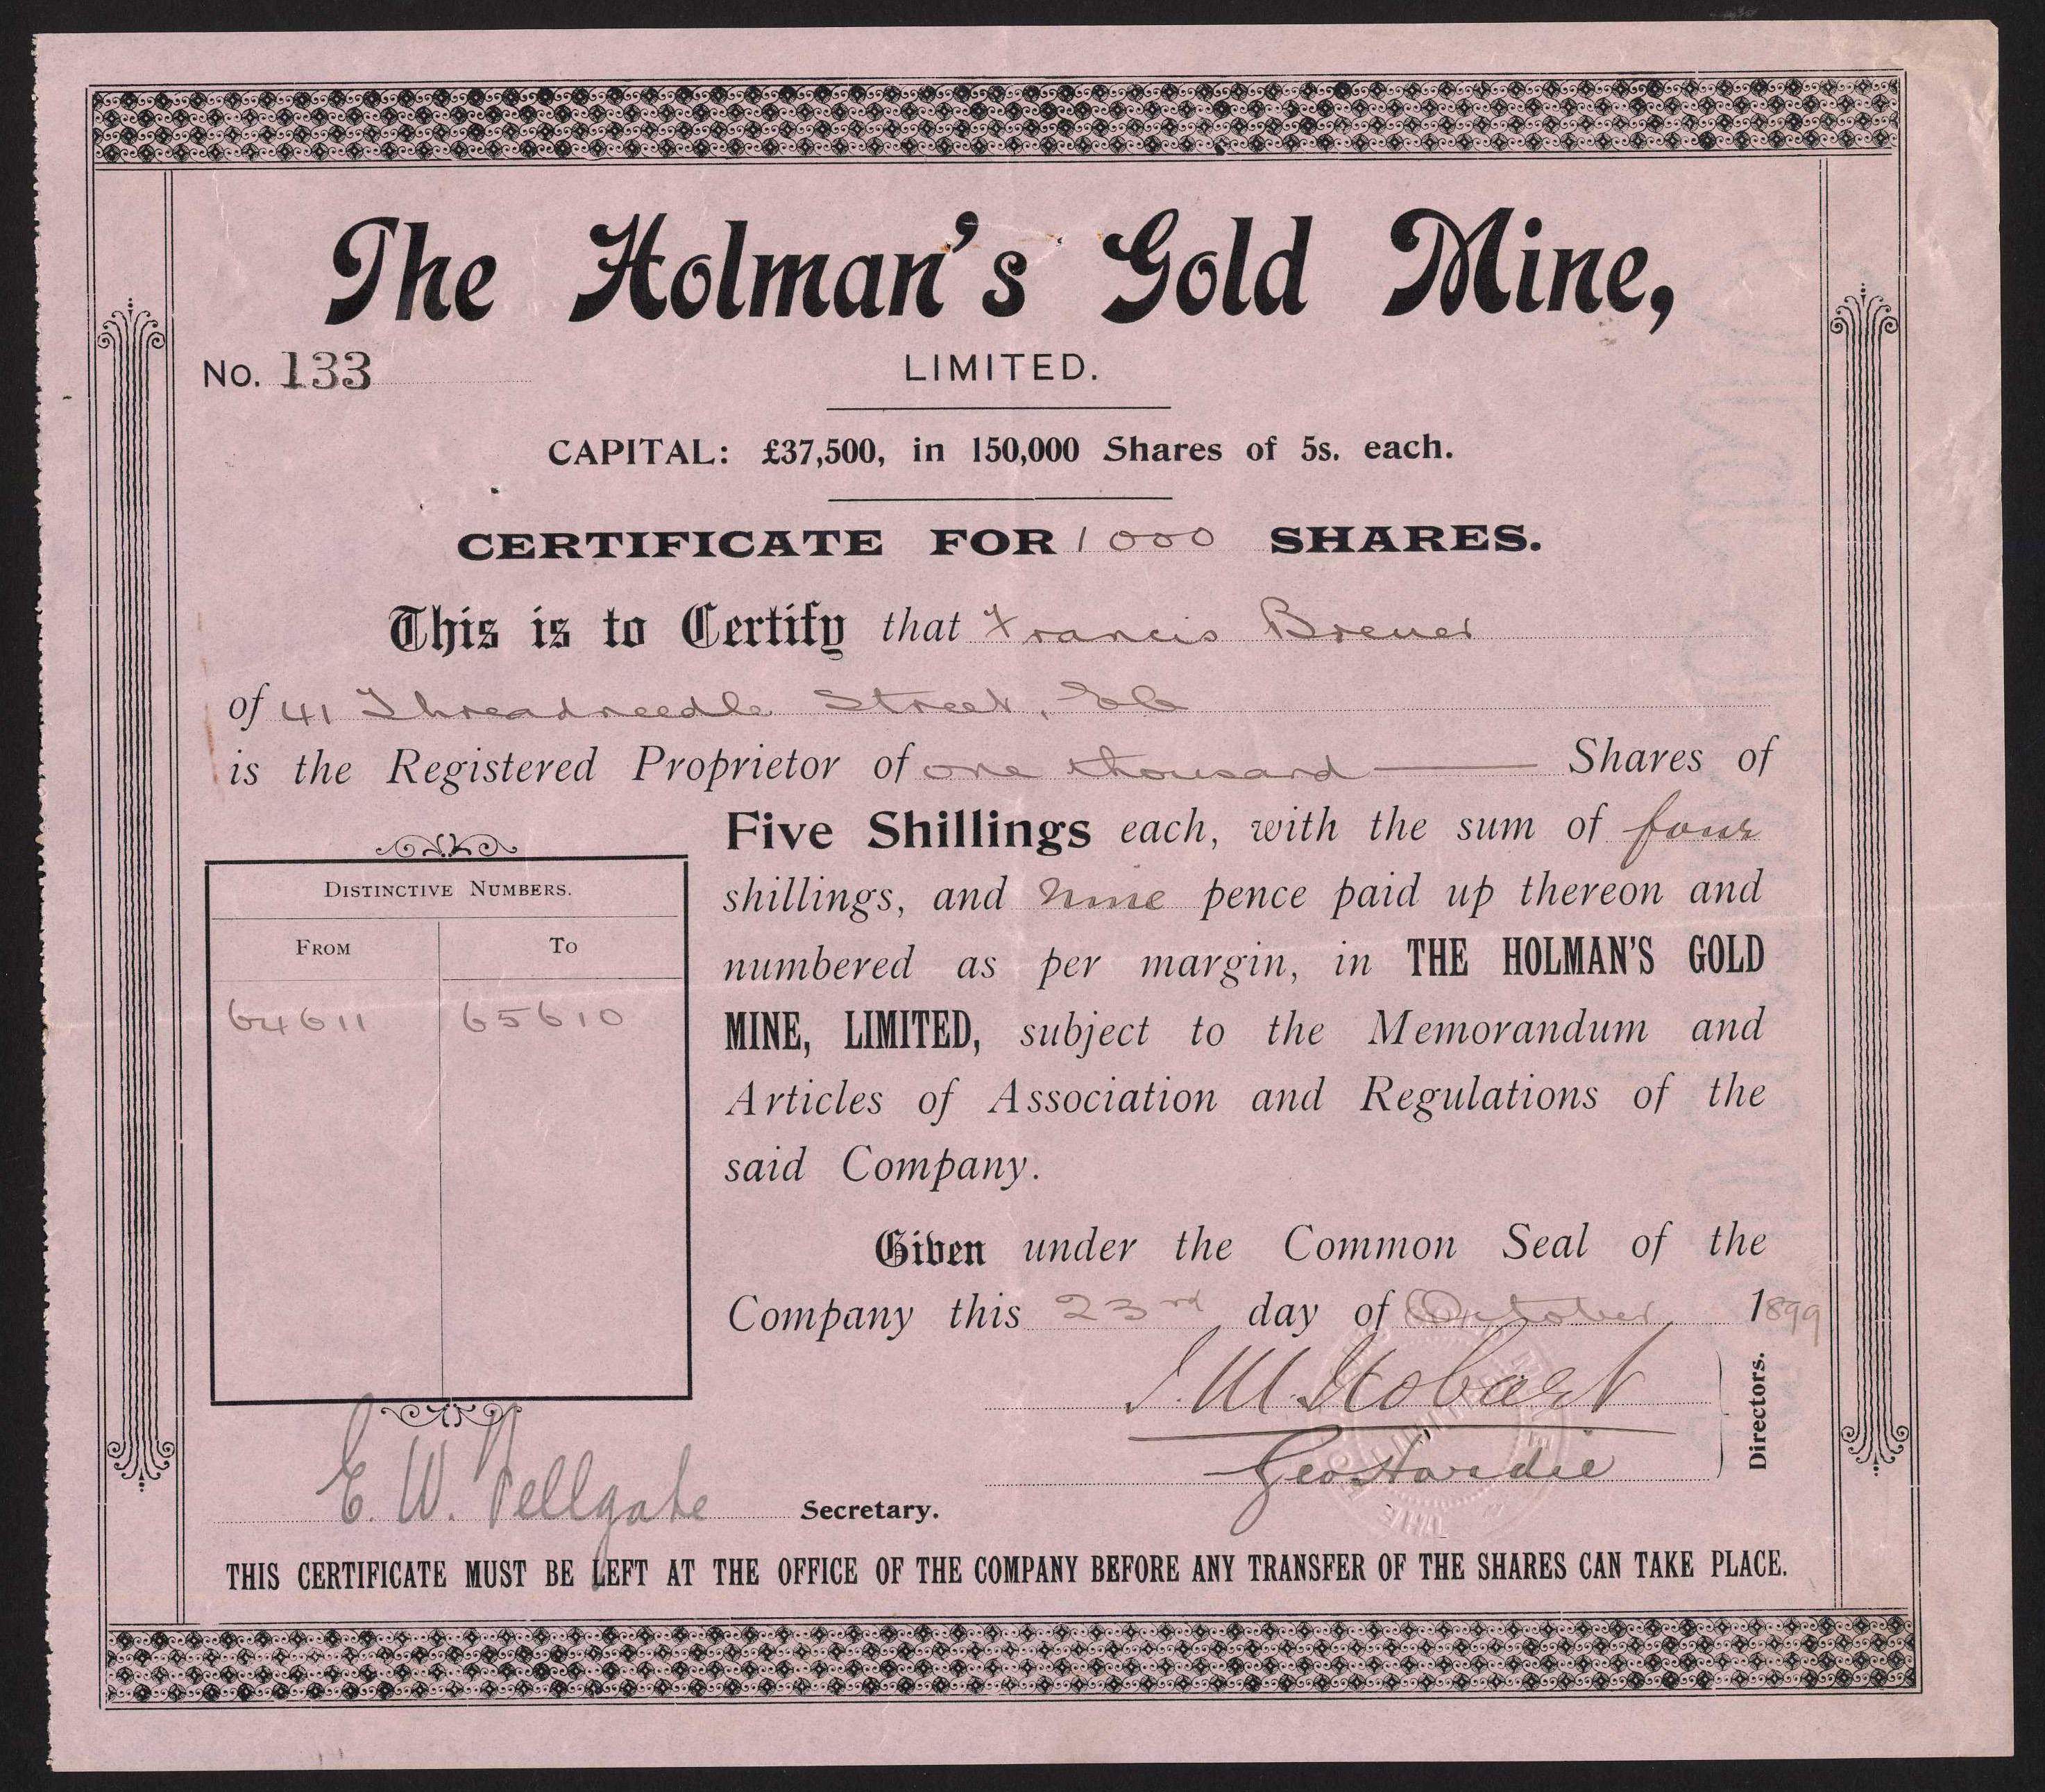 The Holman's Gold Mine,
LIMITED.
No. 133
CAPITAL: £37,500, in 150,000 Shares of 5s. each.
CERTIFICATE FOR 1000 SHARES.
This is to Certify that Francis Brewer
of 41 Threadneedle Street, EC
is the Registered Proprietor of one thousand Shares of
Five Shillings each, with the sum of four
shillings, and nine pence paid up thereon and
numbered as per margin, in THE HOLMAN'S GOLD
MINE, LIMITED, subject to the Memorandum and
Articles of Association and Regulations of the
said Company.
DISTINCTIVE NUMBERS.
FROM TO
64611 65610
Given under the Common Seal of the
Company this 23rd day of October 1899
J. M. Hobart
Geo Hardie
Directors.
E. W. Fellgate Secretary.
THIS CERTIFICATE MUST BE LEFT AT THE OFFICE OF THE COMPANY BEFORE ANY TRANSFER OF THE SHARES CAN TAKE PLACE.